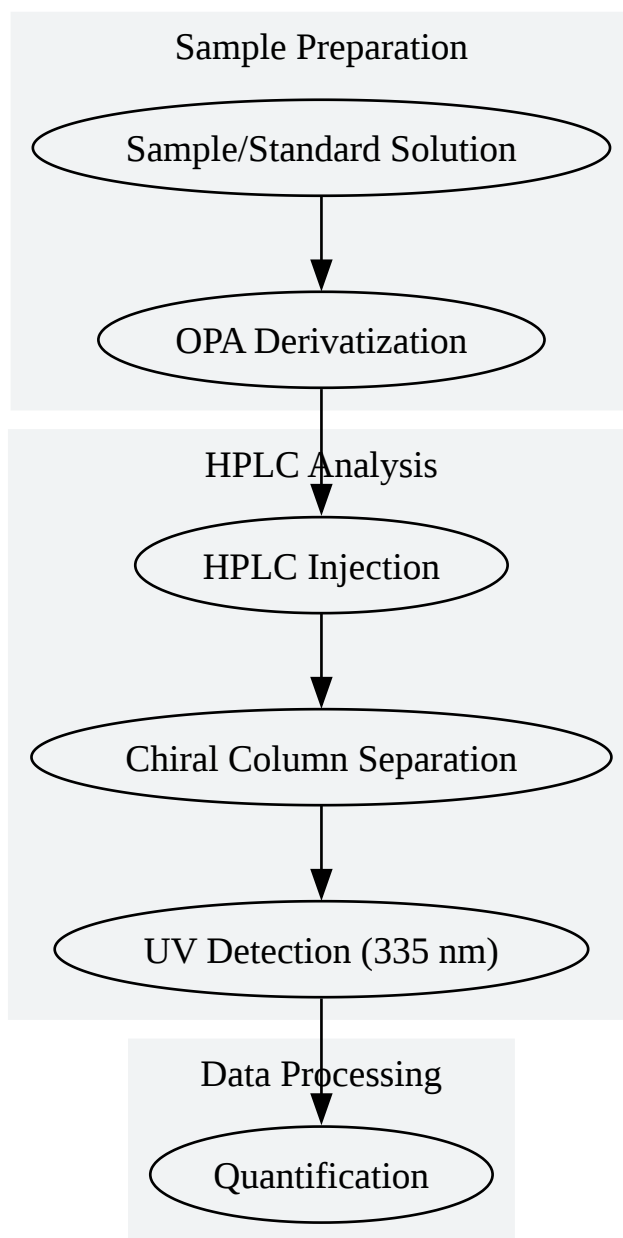 Sample Preparation
Sample/Standard Solution
OPA Derivatization
HPLC Analysis
HPLC Injection
Chiral Column Separation
UV Detection (335 nm)
Data Processing
Quantification